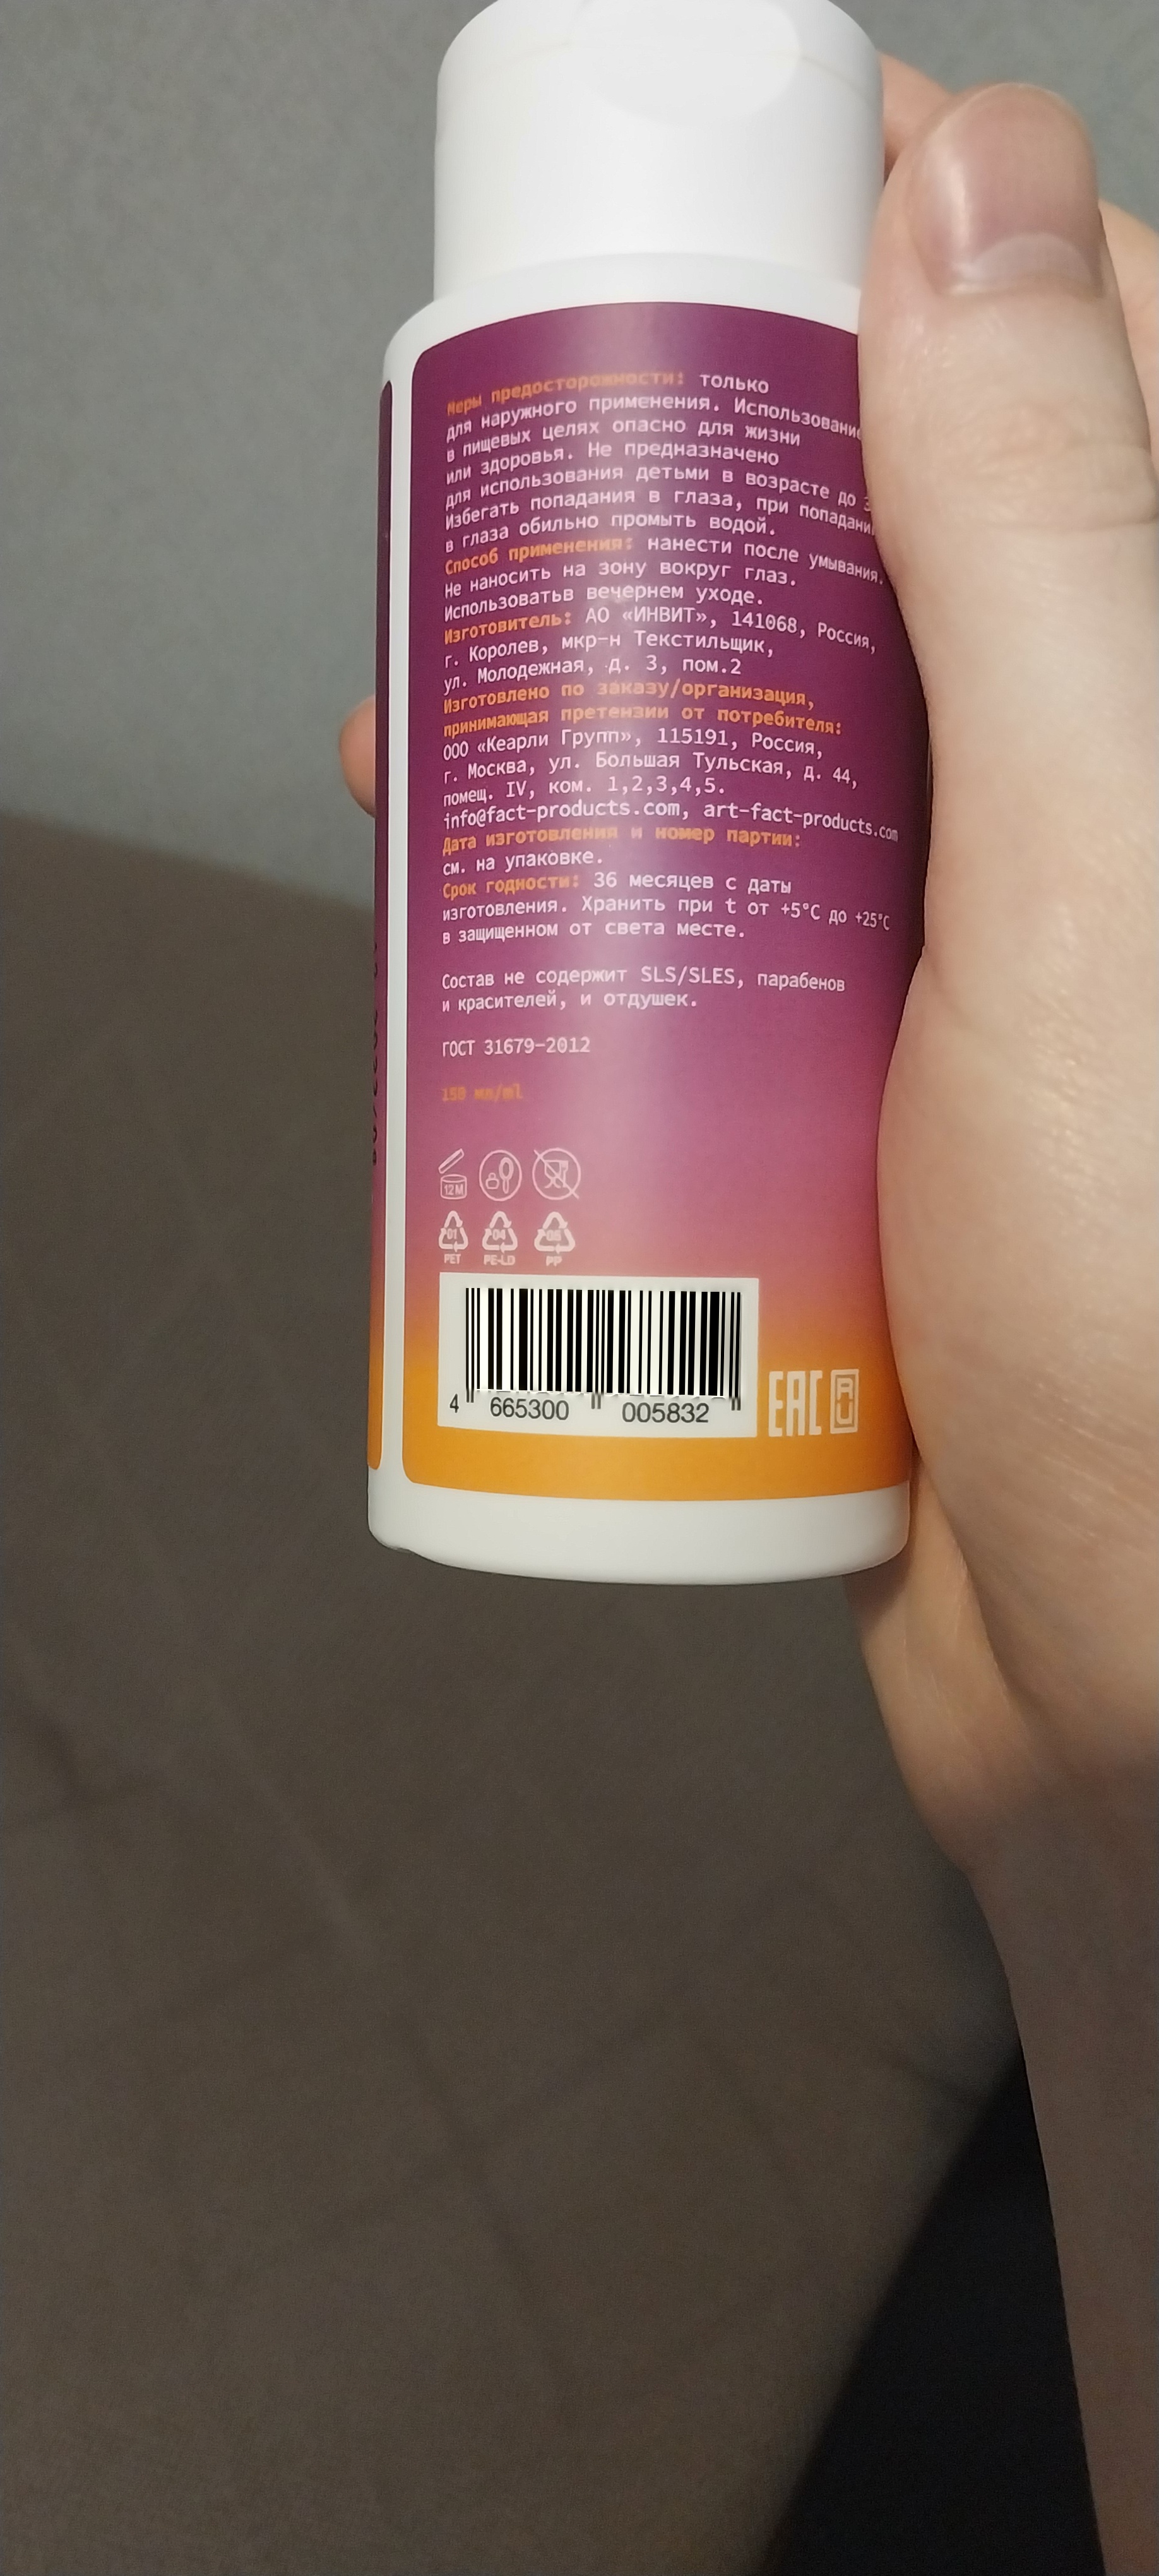 Меры предосторожности: только
для наружного применения. Использование
в пищевых целях опасно для жизни
или здоровья. Не предназначено
для использования детьми в возрасте до 3
Избегать попадания в глаза, при
в глаза обильно промыть водой.
Способ применения: нанести после умывания.
Не наносить на зону вокруг глаз.
Использоватьв вечернем уходе.
Изготовитель: АО «ИНВИТ», 141068, Россия,
г. Королев, мкр-н Текстильщик,
ул. Молодежная, д. 3, пом.2
Изготовлено по заказу/организация,
принимающая претензии от потребителя:
ООО «Кеарли Групп», 115191, Россия,
г. Москва, ул. Большая Тульская, д. 44,
помещ. IV, ком. 1,2,3,4,5.
info@fact-products.com, art-fact-products.com
Дата изготовления и номер партии:
см. на упаковке.
Срок годности: 36 месяцев с даты
изготовления. Хранить при t от +5°C до +25°C
в защищенном от света месте.
Состав не содержит SLS/SLES, парабенов
и красителей, и отдушек.
ГОСТ 31679-2012
150 мл/ml
12M
01 04 05
PET PE-LD PP
4 665300 005832
EAC